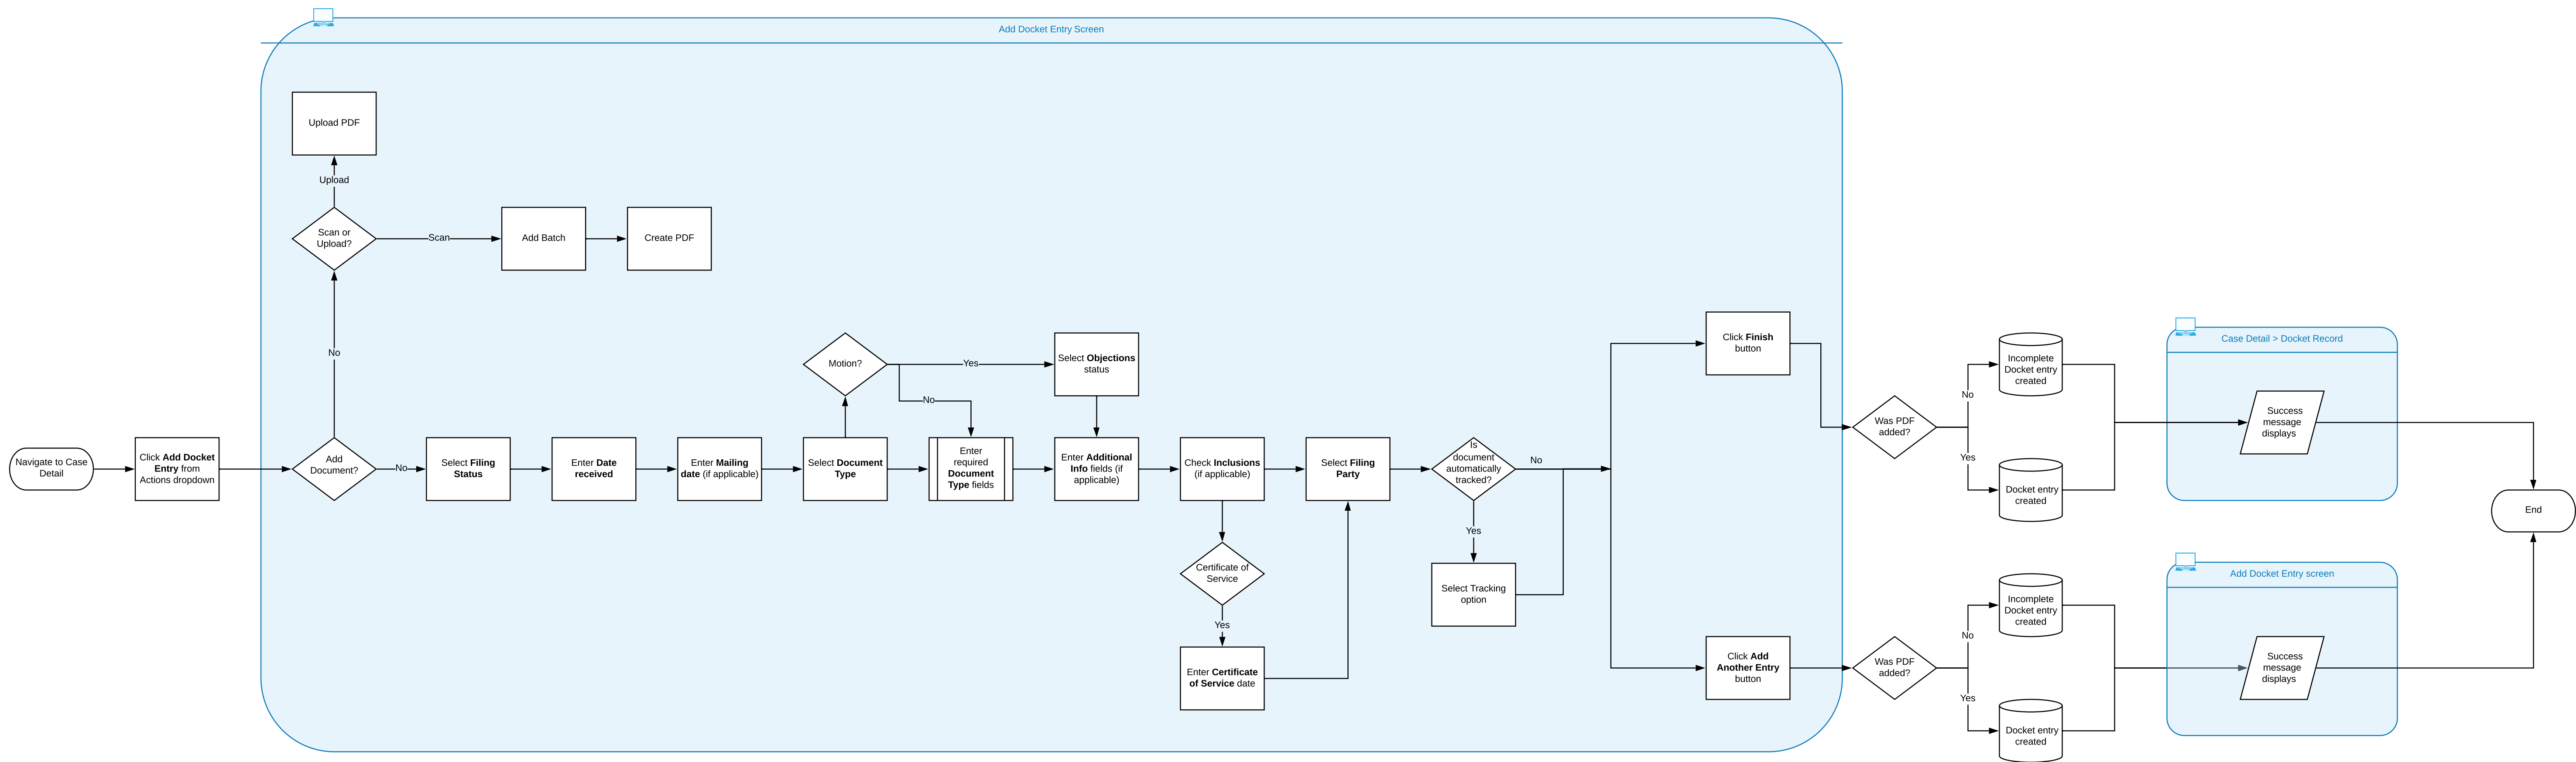 Add Docket Entry Screen
Upload PDF
Upload
Scan or
Upload?
Scan
Add Batch
Create PDF
No
Navigate to Case
Detail
Click Add Docket
Entry from
Actions dropdown
Add
Document?
No
Select Filing
Status
Enter Date
received
Enter Mailing
date (if applicable)
Select Document
Type
Motion?
Yes
No
Select Objections
status
Enter
required
Document
Type fields
Enter Additional
Info fields (if
applicable)
Check Inclusions
(if applicable)
Certificate of
Service
Yes
Enter Certificate
of Service date
Select Filing
Party
Is
document
automatically
tracked?
No
Yes
Select Tracking
option
Click Finish
button
Click Add
Another Entry
button
Was PDF
added?
No
Yes
Incomplete
Docket entry
created
Docket entry
created
Case Detail > Docket Record
Success
message
displays
Was PDF
added?
No
Yes
Incomplete
Docket entry
created
Docket entry
created
Add Docket Entry screen
Success
message
displays
End